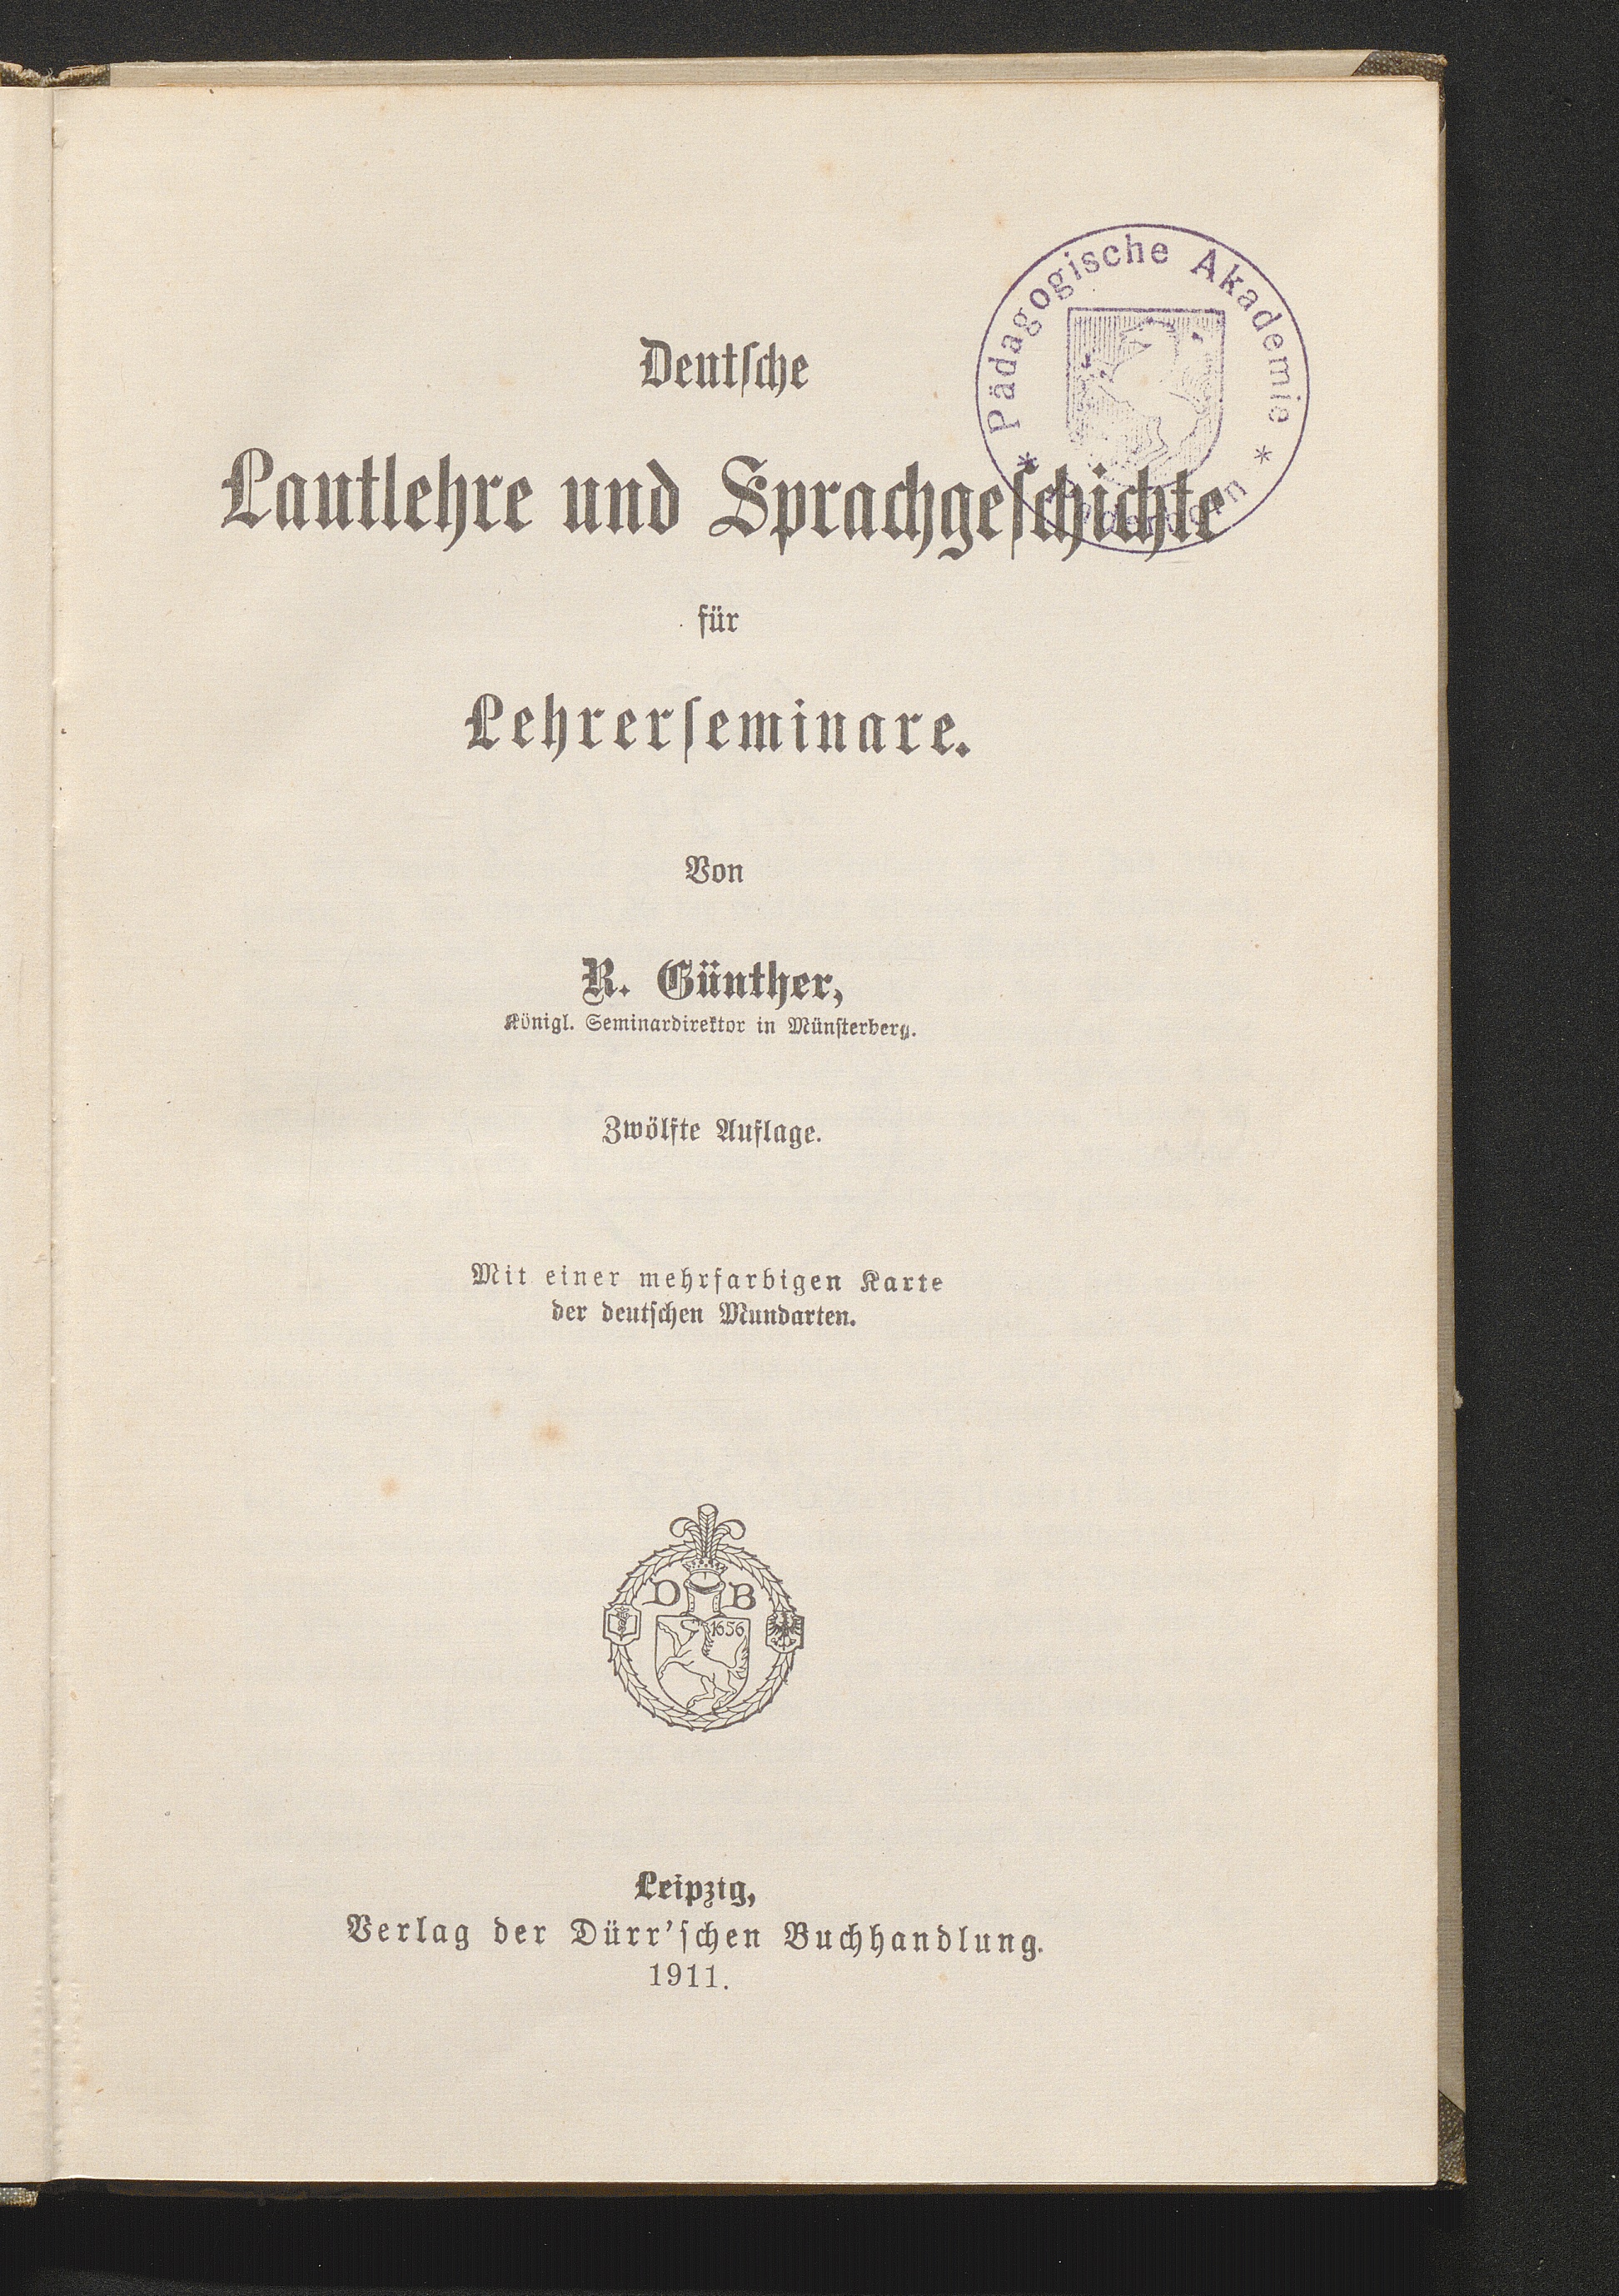 Pädagogische Akademie
Deutsche
Lautlehre und Sprachgeschichte
für
Lehrerseminare.
Von
R. Günther,
Königl. Seminardirektor in Münsterberg.
Zwölfte Auflage.
Mit einer mehrfarbigen Karte
der deutschen Mundarten.
D B
1656
Leipzig,
Verlag der Dürr'schen Buchhandlung.
1911.